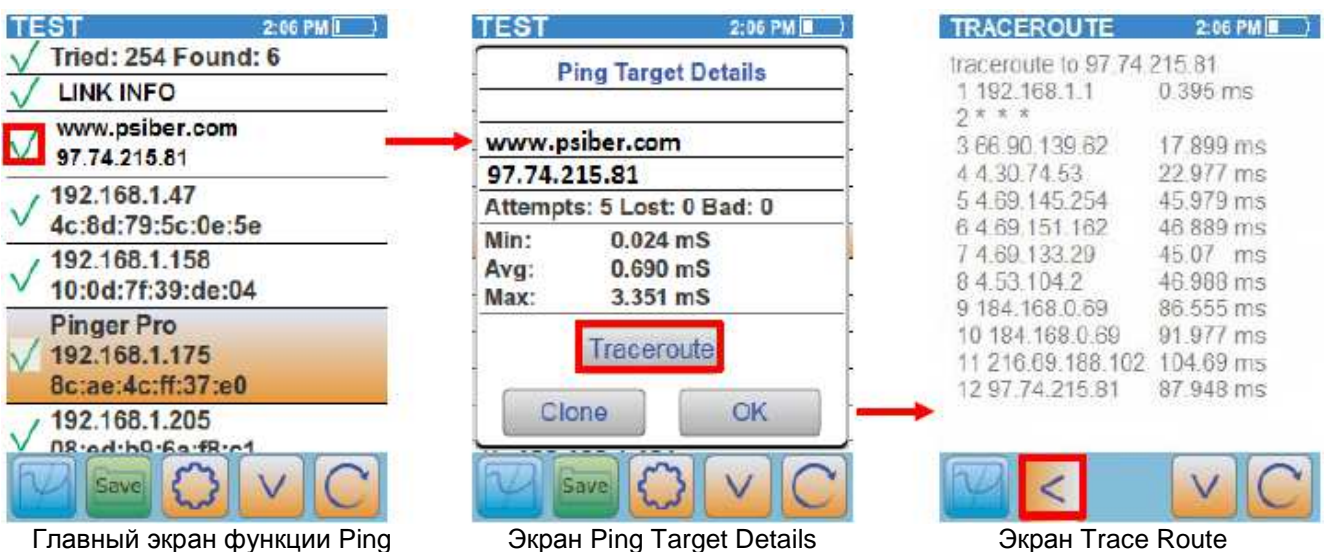 TEST 2:06 PM
Tried: 254 Found: 6
LINK INFO
www.psiber.com
97.74.215.81
192.168.1.47
4c:8d:79:5c:0e:5e
192.168.1.158
10:0d:7f:39:de:04
Pinger Pro
192.168.1.175
8c:ae:4c:ff:37:e0
192.168.1.205
08:ed:b9:6a:f8:c1
Save
Главный экран функции Ping
TEST 2:06 PM
Ping Target Details
www.psiber.com
97.74.215.81
Attempts: 5 Lost: 0 Bad: 0
Min: 0.024 mS
Avg: 0.690 mS
Max: 3.351 mS
Traceroute
Clone OK
Save
Экран Ping Target Details
TRACEROUTE 2:06 PM
traceroute to 97.74.215.81
1 192.168.1.1 0.395 ms
2 * * *
3 66.90.139.62 17.899 ms
4 4.30.74.53 22.977 ms
5 4.69.145.254 45.979 ms
6 4.69.151.162 46.889 ms
7 4.69.133.29 45.07 ms
8 4.53.104.2 46.988 ms
9 184.168.0.69 86.555 ms
10 184.168.0.69 91.977 ms
11 216.69.188.102 104.69 ms
12 97.74.215.81 87.948 ms
Экран Trace Route